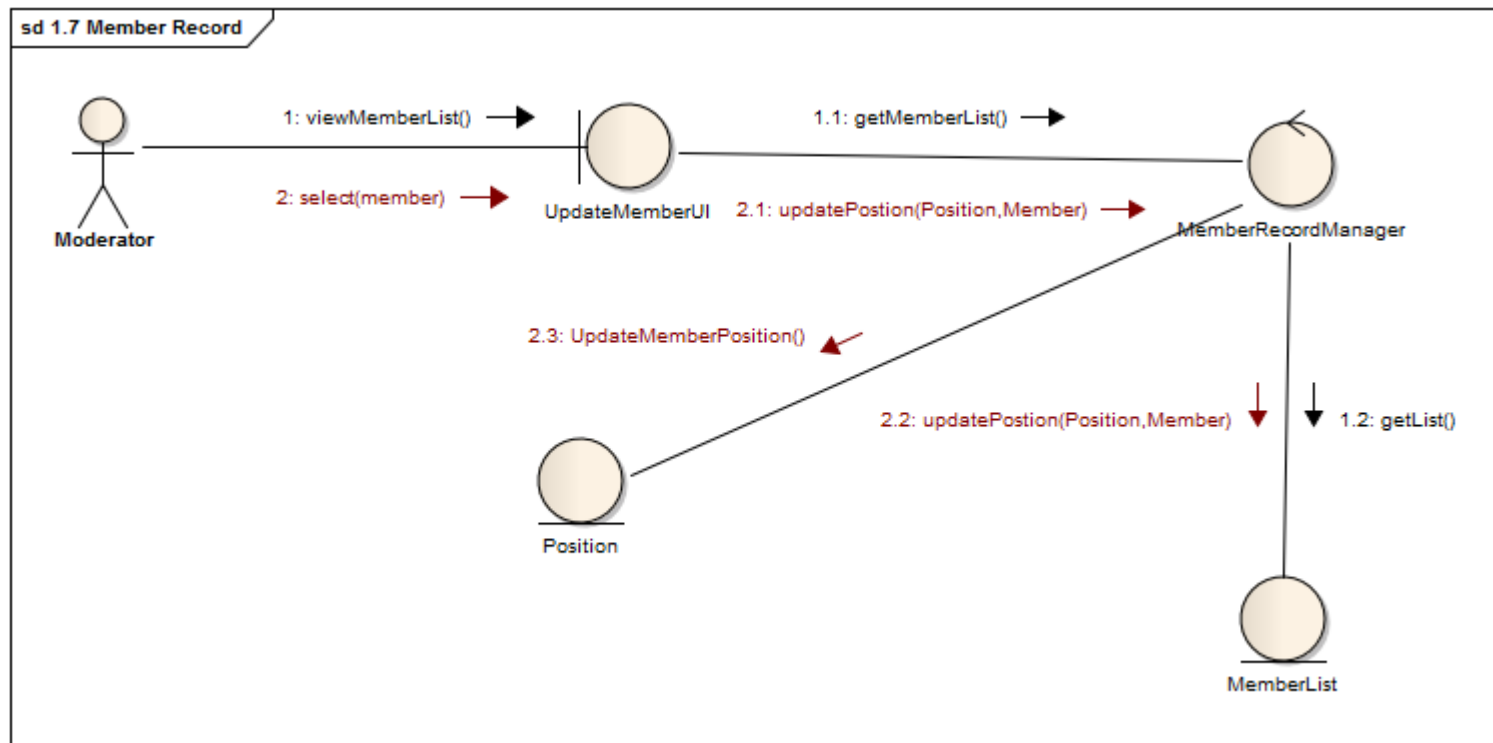 sd 1.7 Member Record
1: viewMemberList()
1.1: getMemberList()
2: select(member)
UpdateMemberUI
2.1: updatePostion(Position,Member)
MemberRecordManager
Moderator
2.3: UpdateMemberPosition()
2.2: updatePostion(Position,Member)
1.2: getList()
Position
MemberList